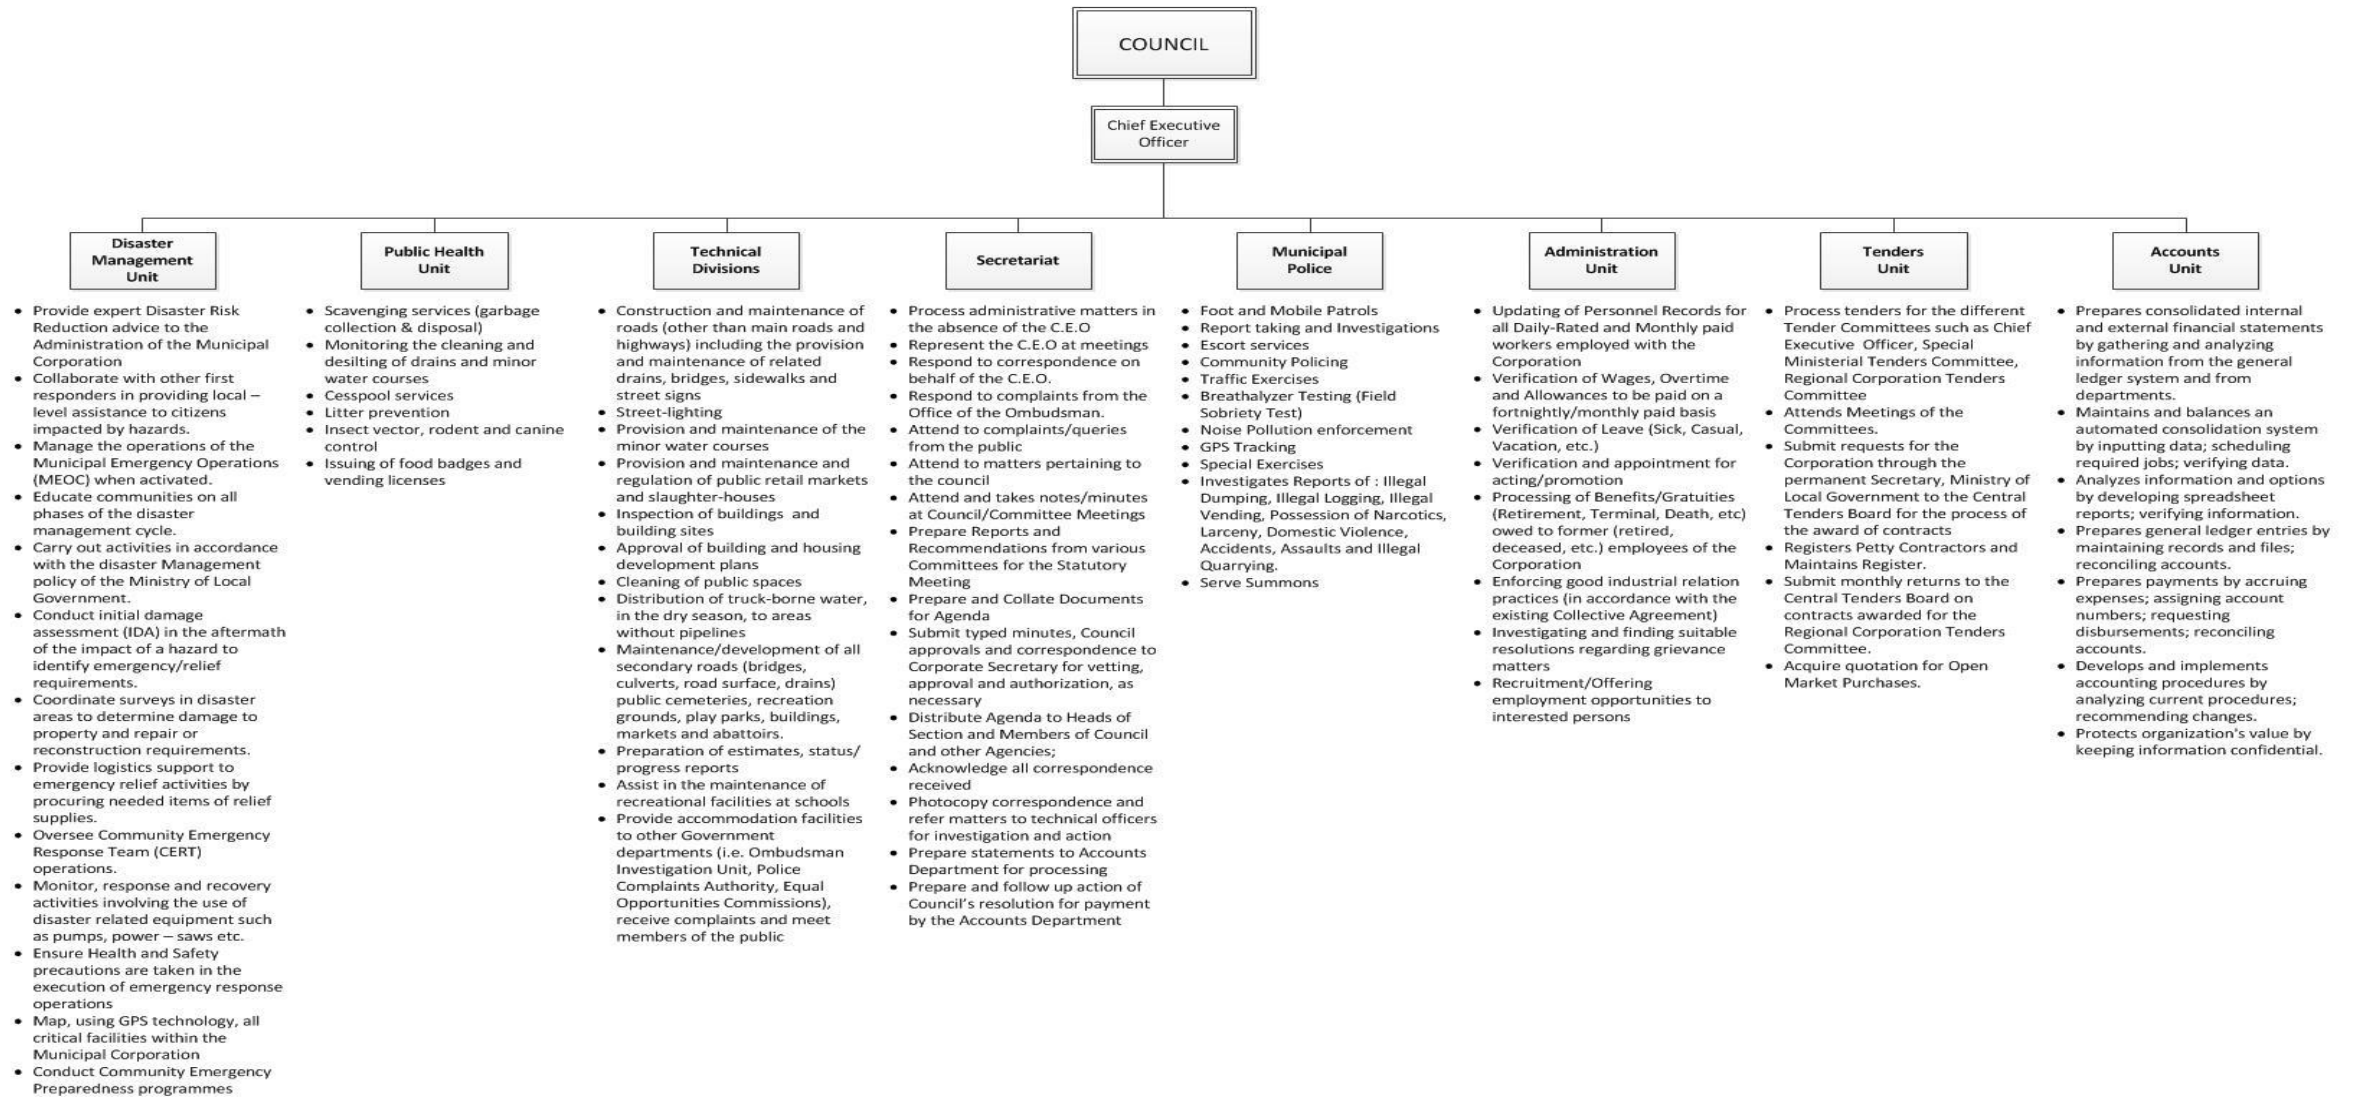 COUNCIL
Chief Executive
Officer
Disaster
Management
Unit
• Provide expert Disaster Risk
Reduction advice to the
Administration of the Municipal
Corporation
• Collaborate with other first
responders in providing local –
level assistance to citizens
impacted by hazards.
• Manage the operations of the
Municipal Emergency Operations
(MEOC) when activated.
• Educate communities on all
phases of the disaster
management cycle.
• Carry out activities in accordance
with the disaster Management
policy of the Ministry of Local
Government.
• Conduct initial damage
assessment (IDA) in the aftermath
of the impact of a hazard to
identify emergency/relief
requirements.
• Coordinate surveys in disaster
areas to determine damage to
property and repair or
reconstruction requirements.
• Provide logistics support to
emergency relief activities by
procuring needed items of relief
supplies.
• Oversee Community Emergency
Response Team (CERT)
operations.
• Monitor, response and recovery
activities involving the use of
disaster related equipment such
as pumps, power – saws etc.
• Ensure Health and Safety
precautions are taken in the
execution of emergency response
operations
• Map, using GPS technology, all
critical facilities within the
Municipal Corporation
• Conduct Community Emergency
Preparedness programmes
Public Health
Unit
• Scavenging services (garbage
collection & disposal)
• Monitoring the cleaning and
desilting of drains and minor
water courses
• Cesspool services
• Litter prevention
• Insect vector, rodent and canine
control
• Issuing of food badges and
vending licenses
Technical
Divisions
• Construction and maintenance of
roads (other than main roads and
highways) including the provision
and maintenance of related
drains, bridges, sidewalks and
street signs
• Street-lighting
• Provision and maintenance of the
minor water courses
• Provision and maintenance and
regulation of public retail markets
and slaughter-houses
• Inspection of buildings and
building sites
• Approval of building and housing
development plans
• Cleaning of public spaces
• Distribution of truck-borne water,
in the dry season, to areas
without pipelines
• Maintenance/development of all
secondary roads (bridges,
culverts, road surface, drains)
public cemeteries, recreation
grounds, play parks, buildings,
markets and abattoirs.
• Preparation of estimates, status/
progress reports
• Assist in the maintenance of
recreational facilities at schools
• Provide accommodation facilities
to other Government
departments (i.e. Ombudsman
Investigation Unit, Police
Complaints Authority, Equal
Opportunities Commissions),
receive complaints and meet
members of the public
Secretariat
• Process administrative matters in
the absence of the C.E.O
• Represent the C.E.O at meetings
• Respond to correspondence on
behalf of the C.E.O.
• Respond to complaints from the
Office of the Ombudsman.
• Attend to complaints/queries
from the public
• Attend to matters pertaining to
the council
• Attend and takes notes/minutes
at Council/Committee Meetings
• Prepare Reports and
Recommendations from various
Committees for the Statutory
Meeting
• Prepare and Collate Documents
for Agenda
• Submit typed minutes, Council
approvals and correspondence to
Corporate Secretary for vetting,
approval and authorization, as
necessary
• Distribute Agenda to Heads of
Section and Members of Council
and other Agencies;
• Acknowledge all correspondence
received
• Photocopy correspondence and
refer matters to technical officers
for investigation and action
• Prepare statements to Accounts
Department for processing
• Prepare and follow up action of
Council's resolution for payment
by the Accounts Department
Municipal
Police
• Foot and Mobile Patrols
• Report taking and Investigations
• Escort services
• Community Policing
• Traffic Exercises
• Breathalyzer Testing (Field
Sobriety Test)
• Noise Pollution enforcement
• GPS Tracking
• Special Exercises
• Investigates Reports of : Illegal
Dumping, Illegal Logging, Illegal
Vending, Possession of Narcotics,
Larceny, Domestic Violence,
Accidents, Assaults and Illegal
Quarrying.
• Serve Summons
Administration
Unit
• Updating of Personnel Records for
all Daily-Rated and Monthly paid
workers employed with the
Corporation
• Verification of Wages, Overtime
and Allowances to be paid on a
fortnightly/monthly paid basis
• Verification of Leave (Sick, Casual,
Vacation, etc.)
• Verification and appointment for
acting/promotion
• Processing of Benefits/Gratuities
(Retirement, Terminal, Death, etc)
owed to former (retired,
deceased, etc.) employees of the
Corporation
• Enforcing good industrial relation
practices (in accordance with the
existing Collective Agreement)
• Investigating and finding suitable
resolutions regarding grievance
matters
• Recruitment/Offering
employment opportunities to
interested persons
Tenders
Unit
• Process tenders for the different
Tender Committees such as Chief
Executive Officer, Special
Ministerial Tenders Committee,
Regional Corporation Tenders
Committee
• Attends Meetings of the
Committees.
• Submit requests for the
Corporation through the
permanent Secretary, Ministry of
Local Government to the Central
Tenders Board for the process of
the award of contracts
• Registers Petty Contractors and
Maintains Register.
• Submit monthly returns to the
Central Tenders Board on
contracts awarded for the
Regional Corporation Tenders
Committee.
• Acquire quotation for Open
Market Purchases.
Accounts
Unit
• Prepares consolidated internal
and external financial statements
by gathering and analyzing
information from the general
ledger system and from
departments.
• Maintains and balances an
automated consolidation system
by inputting data; scheduling
required jobs; verifying data.
• Analyzes information and options
by developing spreadsheet
reports; verifying information.
• Prepares general ledger entries by
maintaining records and files;
reconciling accounts.
• Prepares payments by accruing
expenses; assigning account
numbers; requesting
disbursements; reconciling
accounts.
• Develops and implements
accounting procedures by
analyzing current procedures;
recommending changes.
• Protects organization's value by
keeping information confidential.